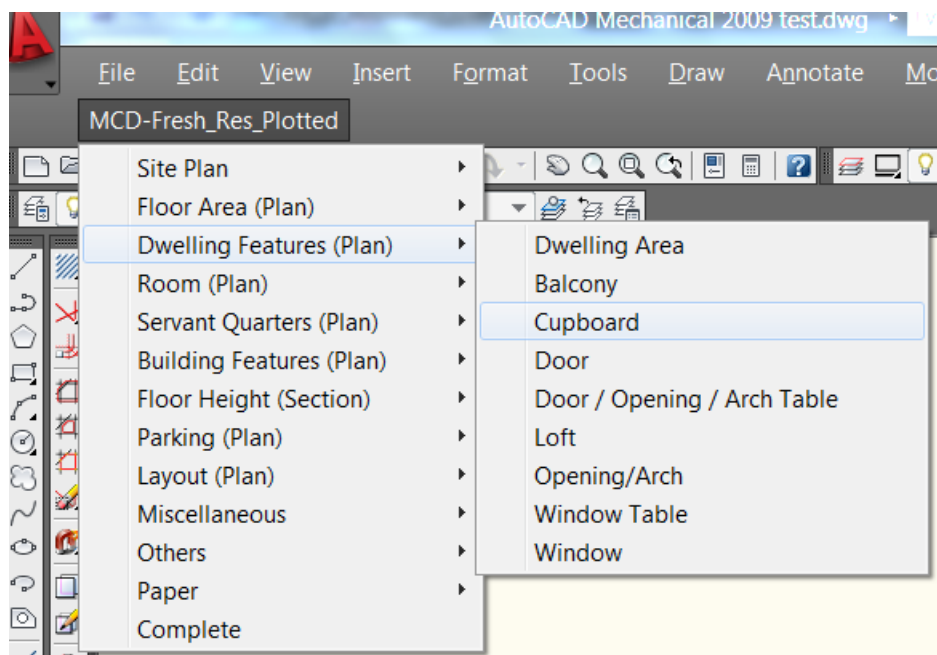 AutoCAD Mechanical 2009 test.dwg
File Edit View Insert Format Tools Draw Annotate
MCD-Fresh_Res_Plotted
Site Plan
Floor Area (Plan)
Dwelling Features (Plan)
Room (Plan)
Servant Quarters (Plan)
Building Features (Plan)
Floor Height (Section)
Parking (Plan)
Layout (Plan)
Miscellaneous
Others
Paper
Complete
Dwelling Area
Balcony
Cupboard
Door
Door / Opening / Arch Table
Loft
Opening/Arch
Window Table
Window